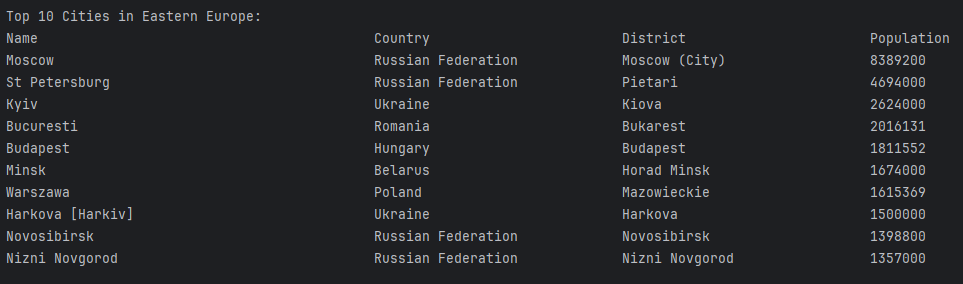 Top 10 Cities in Eastern Europe:
Name Country District Population
Moscow Russian Federation Moscow (City) 8389200
St Petersburg Russian Federation Pietari 4694000
Kyiv Ukraine Kiova 2624000
Bucuresti Romania Bukarest 2016131
Budapest Hungary Budapest 1811552
Minsk Belarus Horad Minsk 1674000
Warszawa Poland Mazowieckie 1615369
Harkova [Harkiv] Ukraine Harkova 1500000
Novosibirsk Russian Federation Novosibirsk 1398800
Nizni Novgorod Russian Federation Nizni Novgorod 1357000